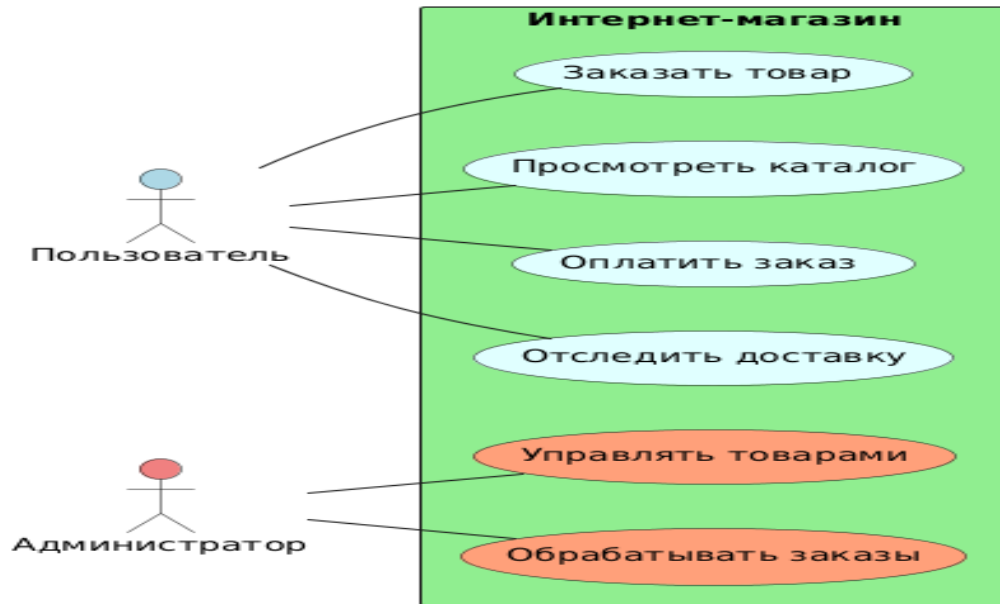 Интернет-магазин
Заказать товар
Просмотреть каталог
Пользователь
Оплатить заказ
Отследить доставку
Управлять товарами
Администратор
Обрабатывать заказы